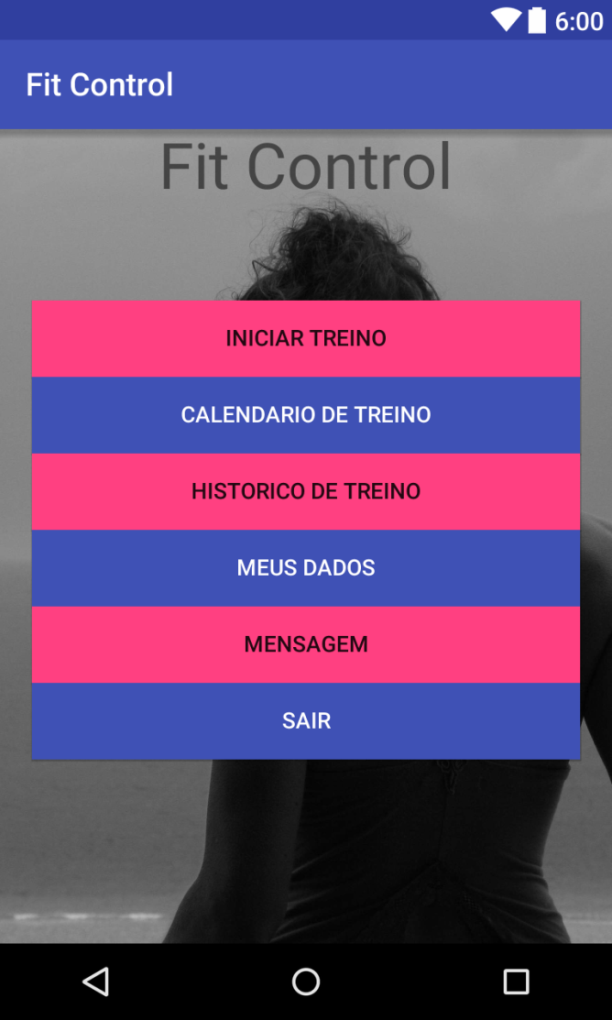 6:00
Fit Control
Fit Control
INICIAR TREINO
CALENDARIO DE TREINO
HISTORICO DE TREINO
MEUS DADOS
MENSAGEM
SAIR